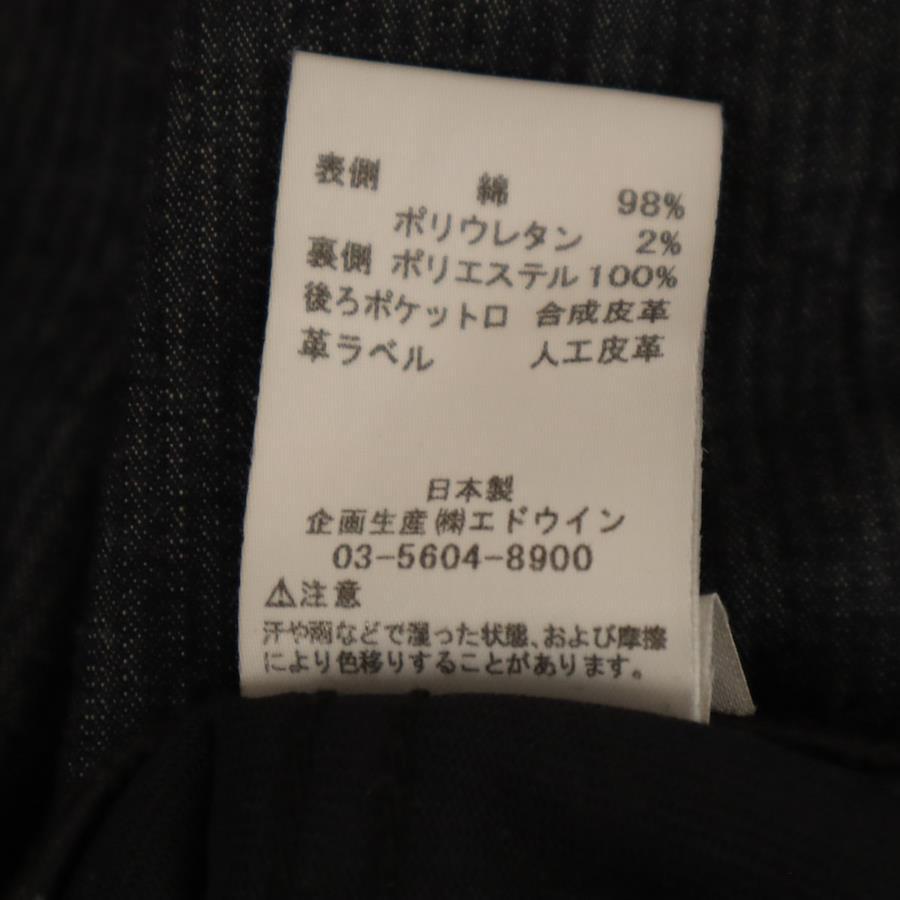 表側 綿 98%
ポリウレタン 2%
裏側 ポリエステル 100%
後ろポケット口 合成皮革
革ラベル 人工皮革
日本製
企画生産㈱エドウイン
03-5604-8900
⚠注意
汗や雨などで湿った状態、および摩擦
により色移りすることがあります。